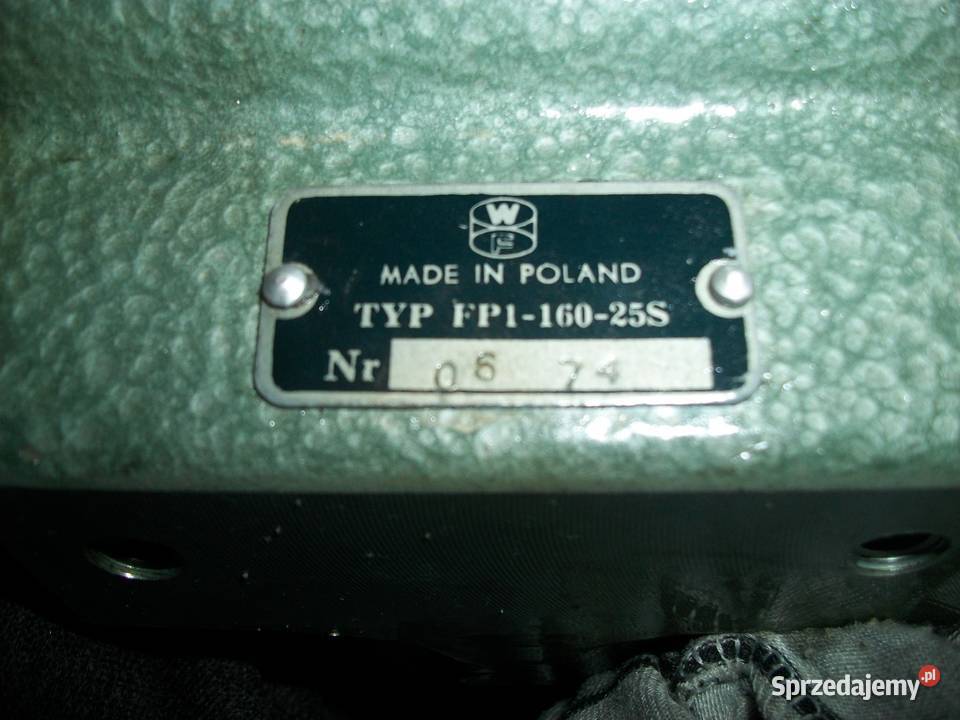 W
MADE IN POLAND
TYP FP1-160-25S
Nr 06 74
Sprzedajemy.pl